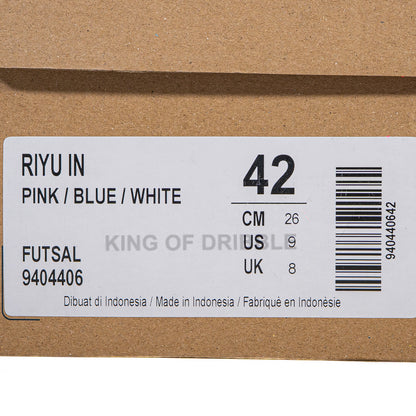 RIYU IN
PINK / BLUE / WHITE
42
CM 26
KING OF DRIBBLE
US 9
UK 8
FUTSAL
9404406
Dibuat di Indonesia / Made in Indonesia / Fabriqué en Indonésie
940440642